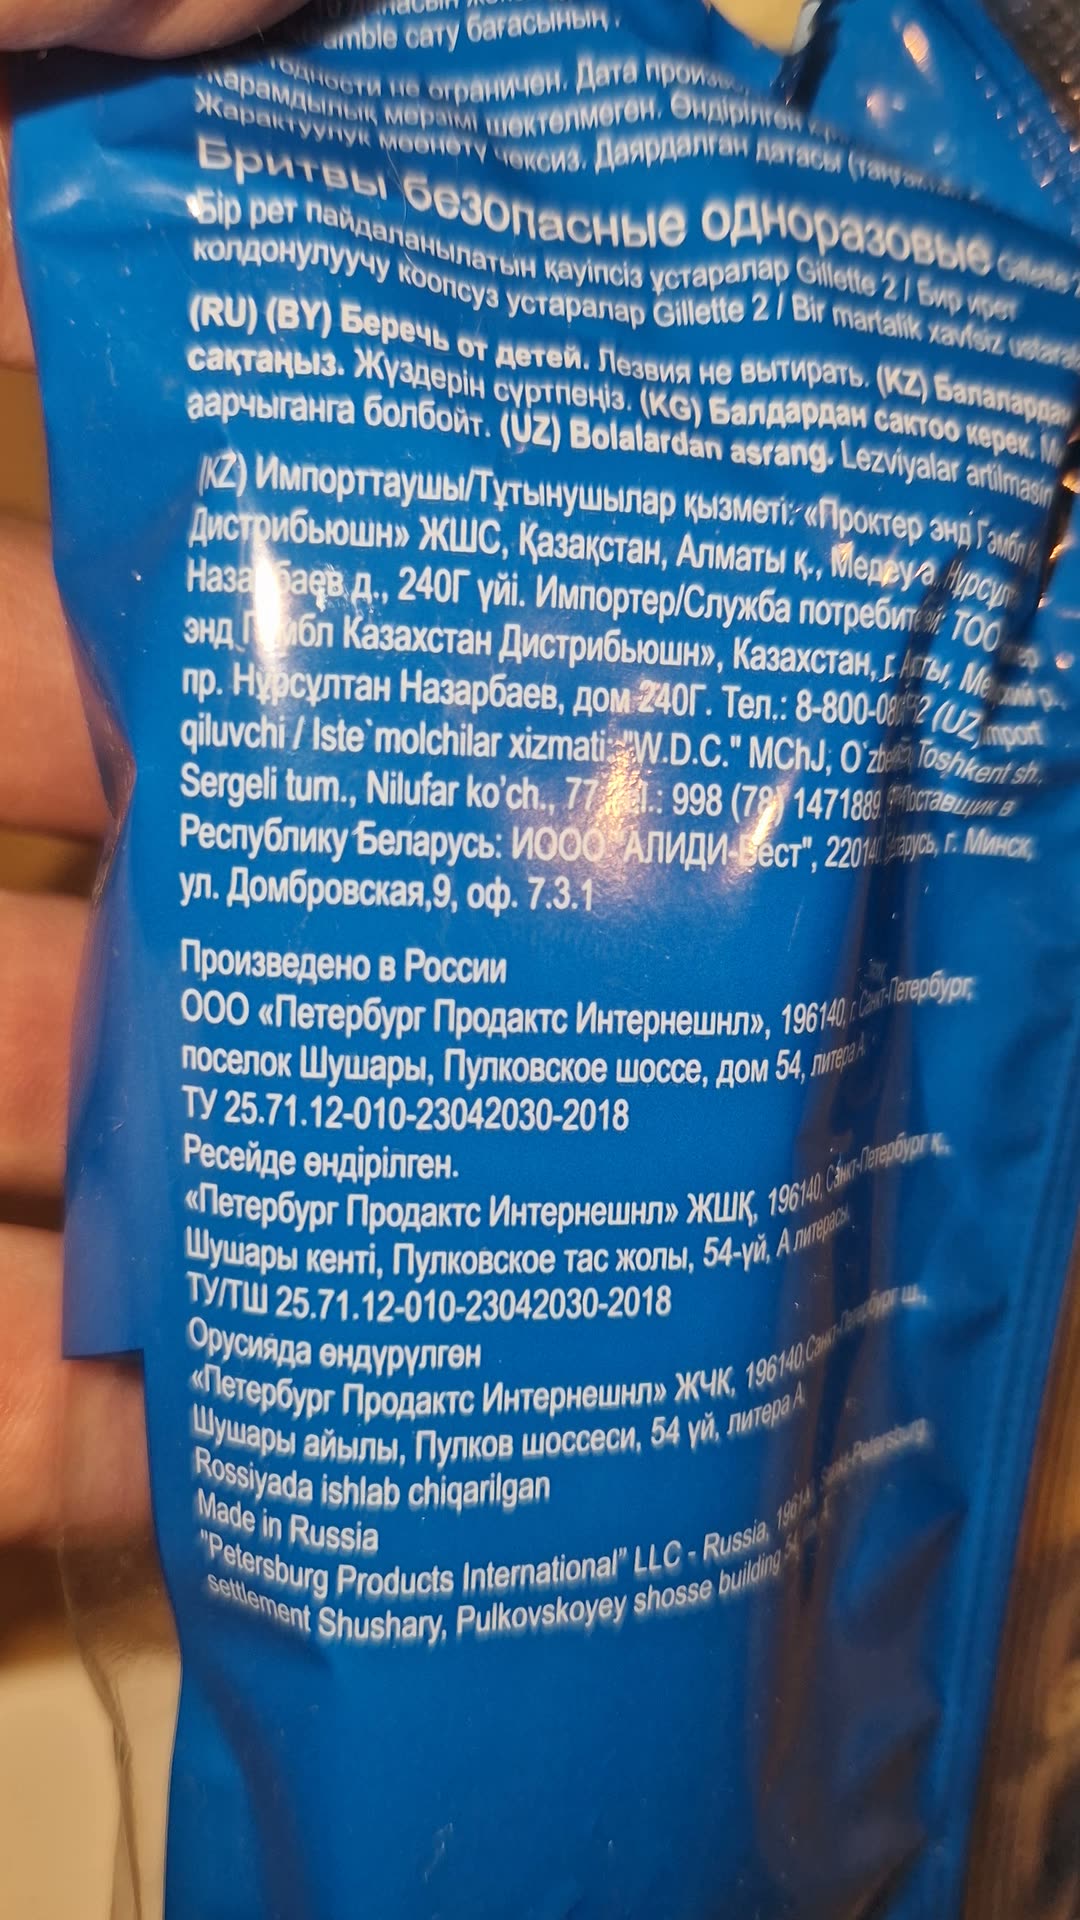 сату бағасының.
годности не ограничен. Дата
Жарамдылық мерзімі шектелмеген. Өндірілген
Жарактуулук мөөнөтү чексиз. Даярдалган датасы
Бритвы безопасные одноразовые Gillette 2
Бір рет пайдаланылатын қауіпсіз ұстаралар Gillette 2 / Бир ирет
колдонулуучу коопсуз устаралар Gillette 2 / Bir martalik xavfsiz
(RU) (BY) Беречь от детей. Лезвия не вытирать. (KZ) Балалардан
сақтаңыз. Жүздерін сүртпеңіз. (KG) Балдардан сактоо керек.
аарчыганга болбойт. (UZ) Bolalardan asrang. Lezviyalar artilmasin
(KZ) Импорттаушы/Тұтынушылар қызметі: «Проктер энд Гэмбл
Дистрибьюшн» ЖШС, Қазақстан, Алматы қ., Медеу а
Назарбаев д., 240Г үйі. Импортер/Служба потребителей: ТОО
энд Гэмбл Казахстан Дистрибьюшн», Казахстан,
пр. Нұрсұлтан Назарбаев, дом 240Г. Тел.: (UZ) Import
qiluvchi / Iste`molchilar xizmati: "W.D.C." MChJ, Toshkent sh.,
Sergeli tum., Nilufar ko’ch., 77, 998 (78) 1471889 Поставщик в
Республику Беларусь: ИООО "АЛИДИ-Вест", Беларусь, г. Минск,
ул. Домбровская,9, оф. 7.3.1
Произведено в России
ООО «Петербург Продактс Интернешнл», 196140, г. Санкт-Петербург,
поселок Шушары, Пулковское шоссе, дом 54, литера А.
ТУ 25.71.12-010-23042030-2018
Ресейде өндірілген.
«Петербург Продактс Интернешнл» ЖШҚ, 196140, Санкт-Петербург қ.,
Шушары кенті, Пулковское тас жолы, 54-үй, А литерасы.
ТУ/ТШ 25.71.12-010-23042030-2018
Орусияда өндүрүлгөн
«Петербург Продактс Интернешнл» ЖЧК, 196140,Санкт-Петербург ш.,
Шушары айылы, Пулков шоссеси, 54 үй, литера А.
Rossiyada ishlab chiqarilgan
Made in Russia
"Petersburg Products International” LLC - Russia, Sankt-Petersburg,
settlement Shushary, Pulkovskoyey shosse building